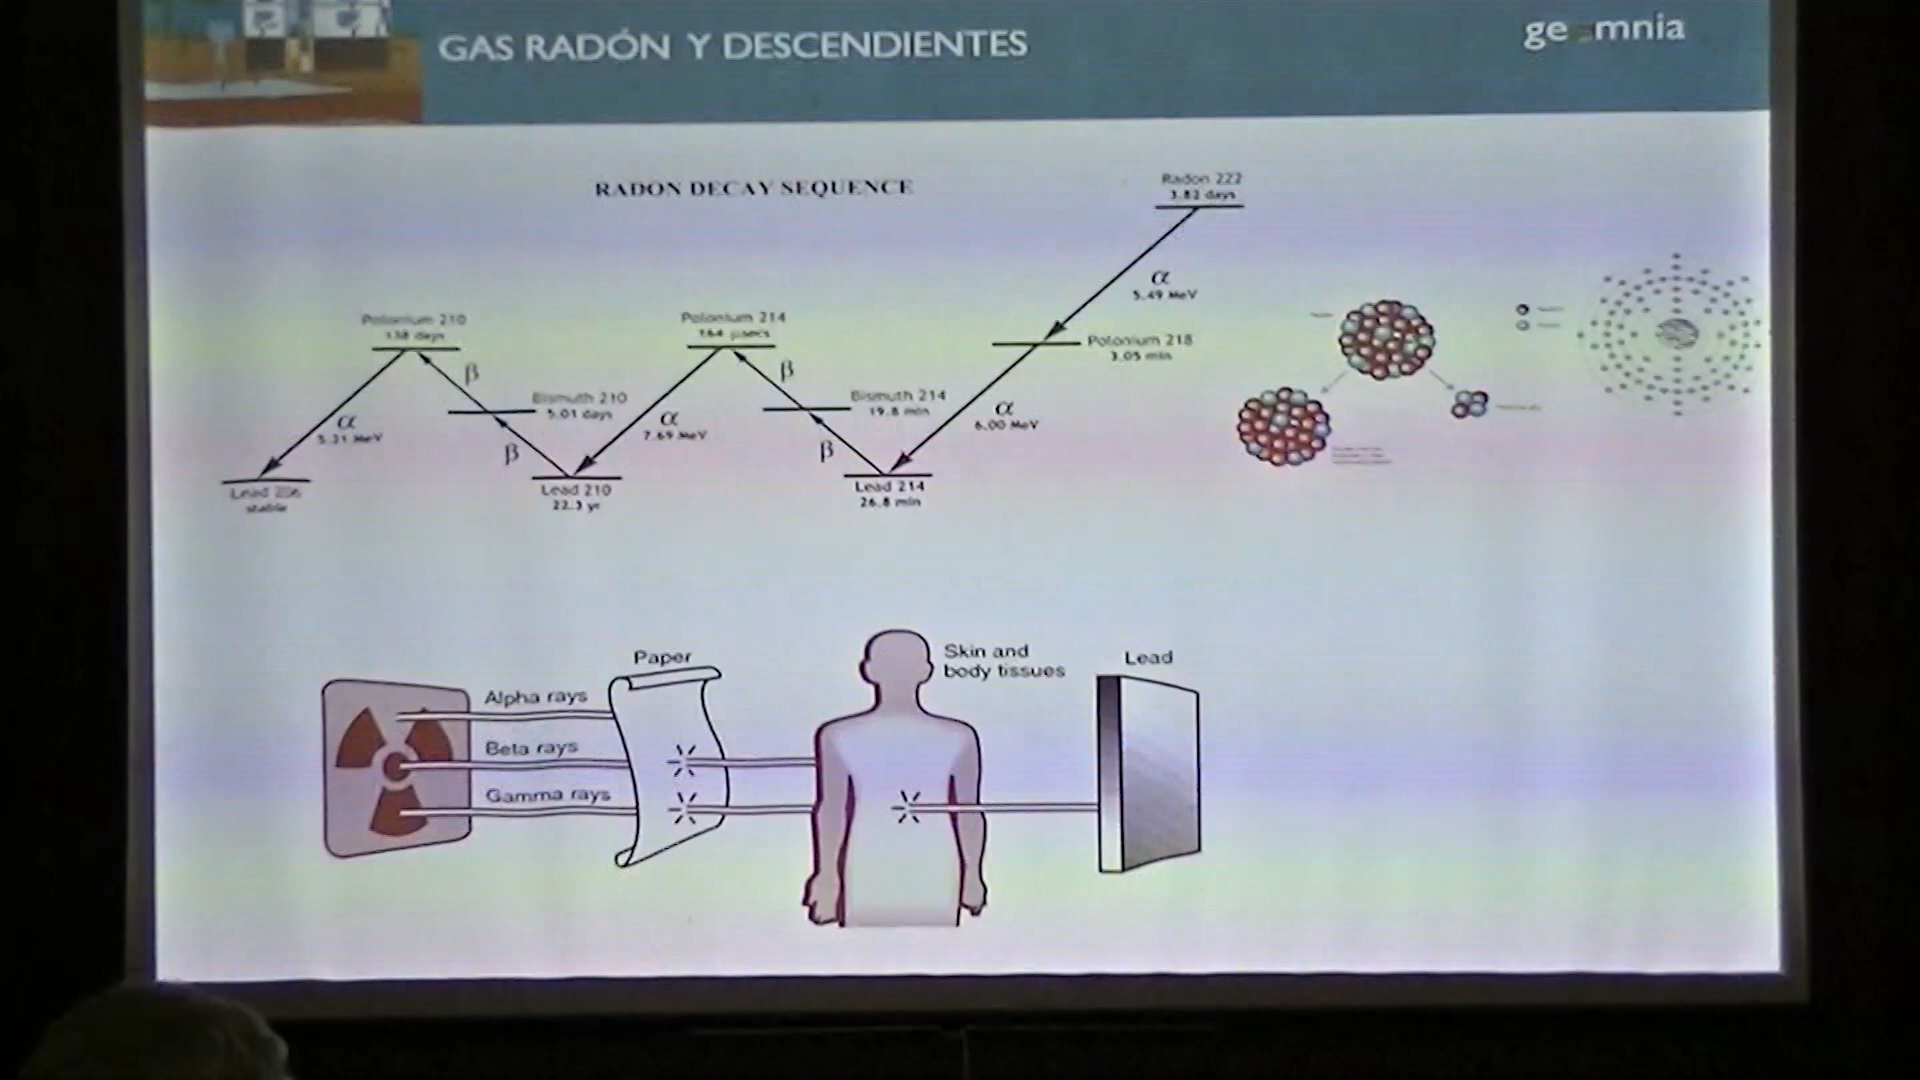 GAS RADÓN Y DESCENDIENTES
ge mnia
RADON DECAY SEQUENCE
Radon 222
3.82 days
α
5.49 MeV
Polonium 218
3.05 min
α
6.00 MeV
Lead 214
26.8 min
β
Bismuth 214
19.8 min
β
Polonium 214
164 μsecs
α
7.69 MeV
Lead 210
22.3 yr
β
Bismuth 210
5.01 days
β
Polonium 210
138 days
α
5.31 MeV
Lead 206
stable
Paper
Skin and
body tissues
Lead
Alpha rays
Beta rays
Gamma rays